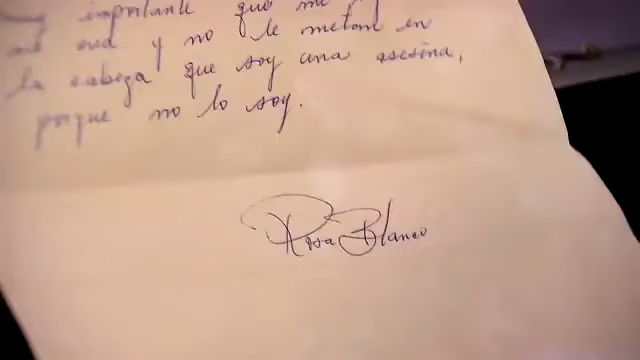 importante que me
y no le metan en
la cabeza que soy una asesina,
porque no lo soy.
Rosa Blanco